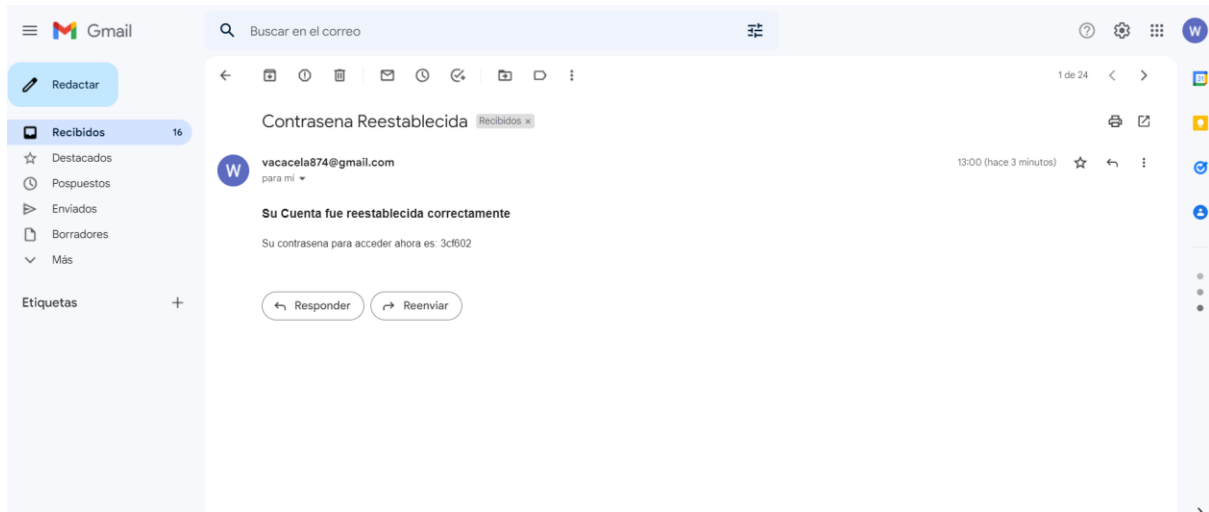 Gmail
Buscar en el correo
W
Redactar
1 de 24
31
Recibidos 16
Destacados
Pospuestos
Enviados
Borradores
Más
Etiquetas
Contrasena Reestablecida Recibidos ×
W
vacacela874@gmail.com
13:00 (hace 3 minutos)
para mí
Su Cuenta fue reestablecida correctamente
Su contrasena para acceder ahora es: 3cf602
Responder
Reenviar